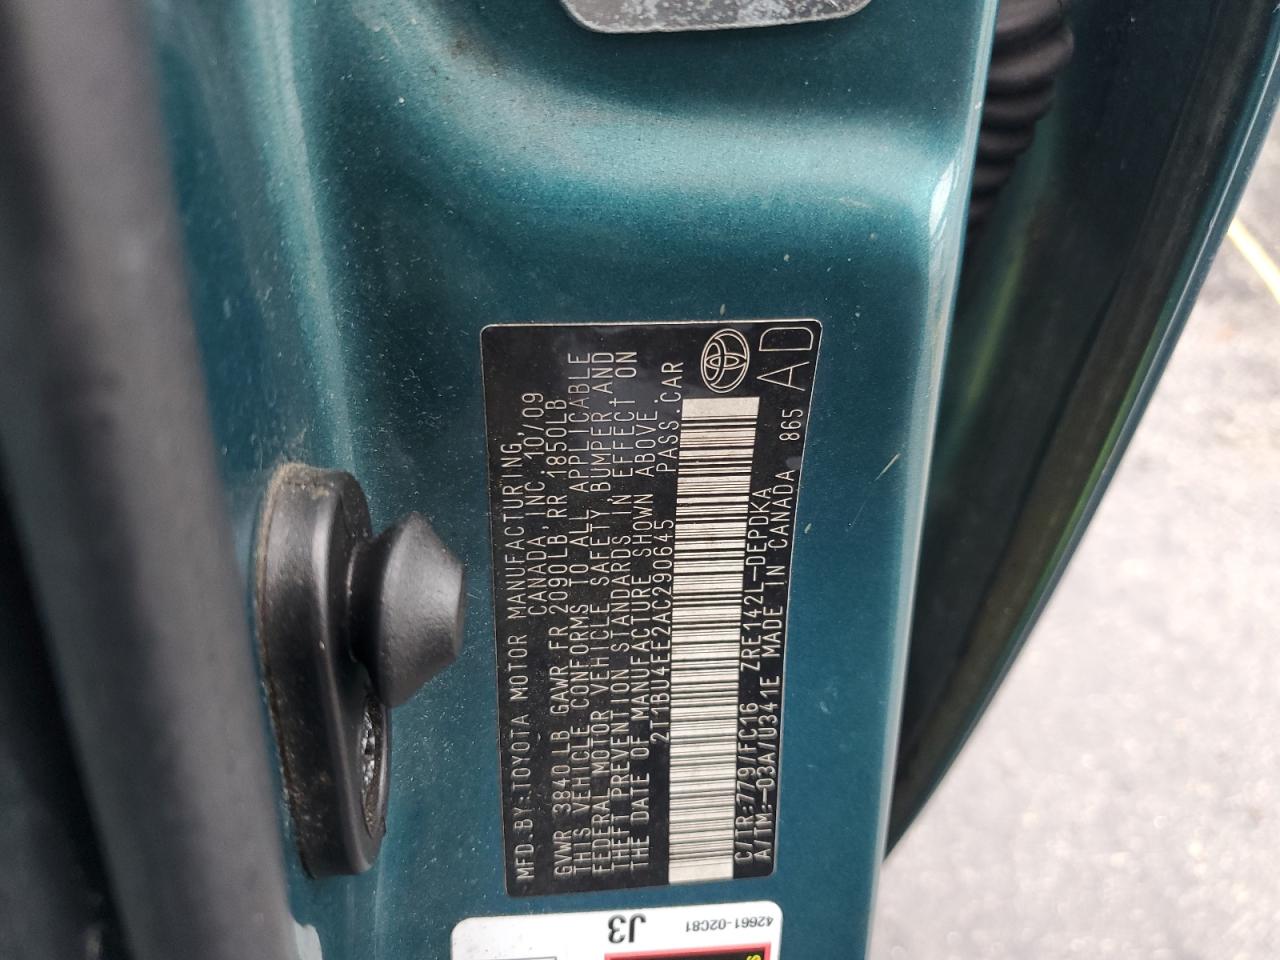 MFD.BY:TOYOTA MOTOR MANUFACTURING
CANADA,INC. 10/09
GVWR 3840LB GAWR FR 2090LB RR 1850LB
THIS VEHICLE CONFORMS TO ALL APPLICABLE
FEDERAL MOTOR VEHICLE SAFETY,BUMPER,AND
THEFT PREVENTION STANDARDS IN EFFECT ON
THE DATE OF MANUFACTURE SHOWN ABOVE.
2T1BU4EE2AC290645 PASS.CAR
C/TR:779/FC16 ZRE142L-DEPDKA
A/TM:-03A/U341E MADE IN CANADA 865
AD
J3
42661-02C81